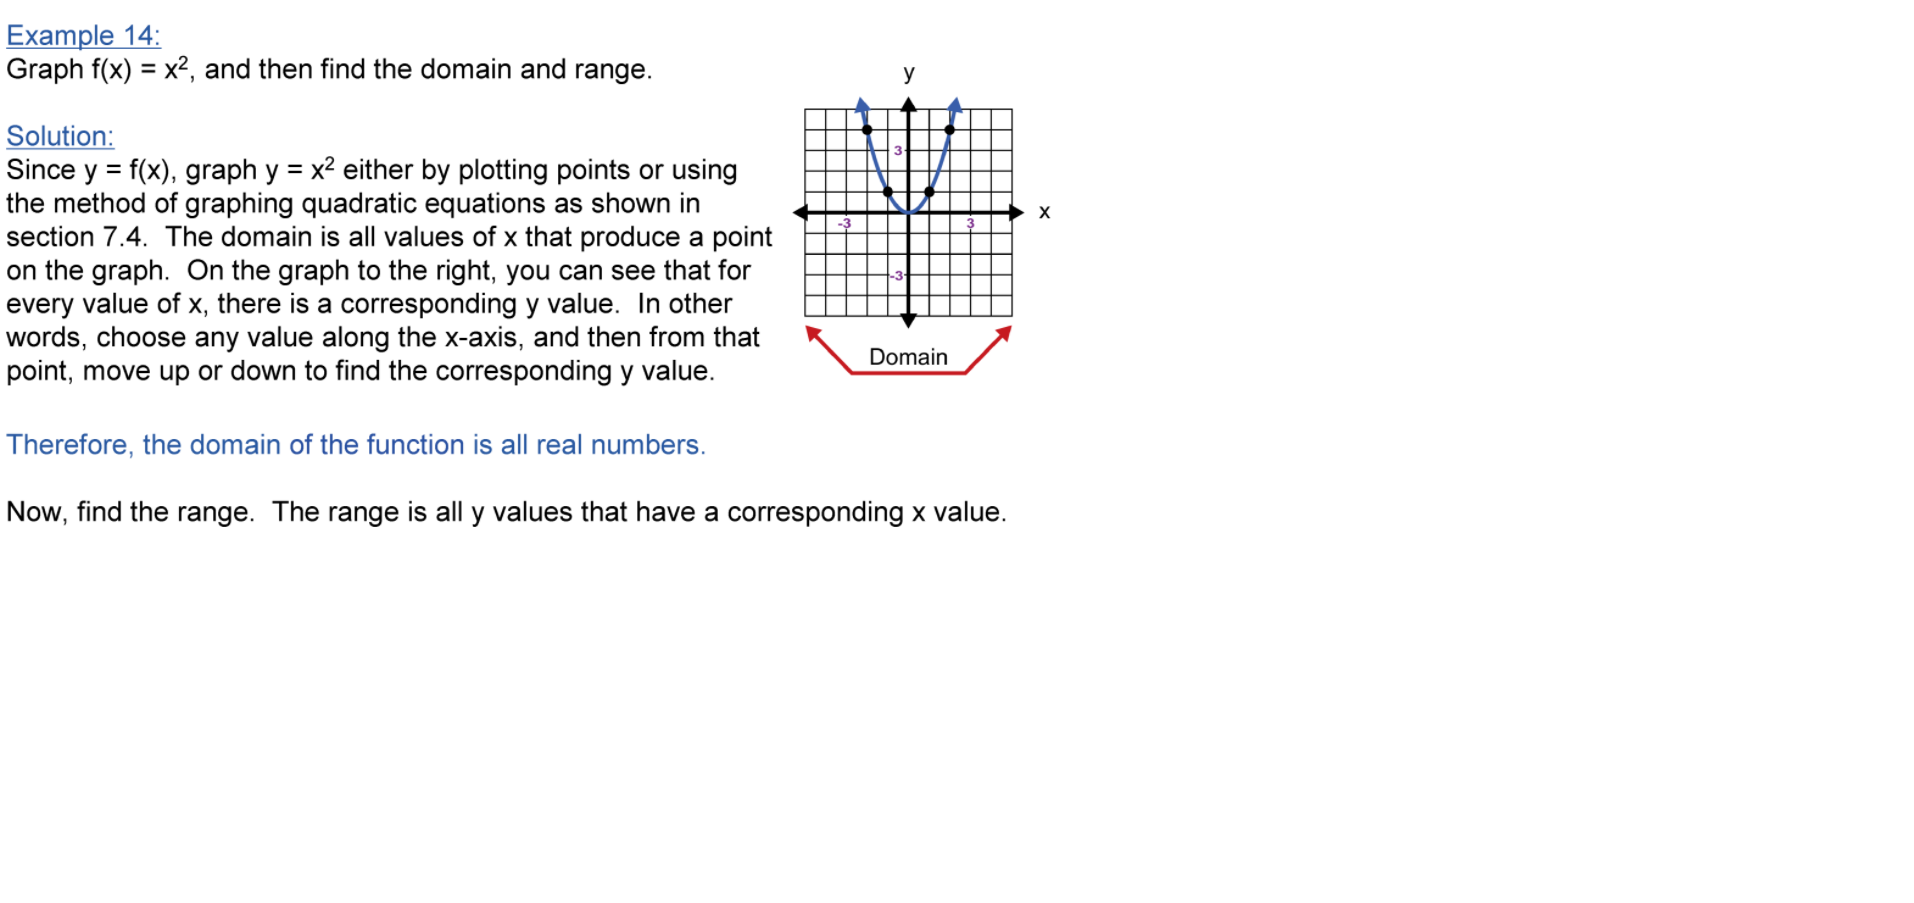 Example 14:
Graph f(x) = x², and then find the domain and range.
Solution:
Since y = f(x), graph y = x² either by plotting points or using
the method of graphing quadratic equations as shown in
section 7.4.  The domain is all values of x that produce a point
on the graph.  On the graph to the right, you can see that for
every value of x, there is a corresponding y value.  In other
words, choose any value along the x-axis, and then from that
point, move up or down to find the corresponding y value.
y
3
x
-3
3
-3
Domain
Therefore, the domain of the function is all real numbers.
Now, find the range.  The range is all y values that have a corresponding x value.